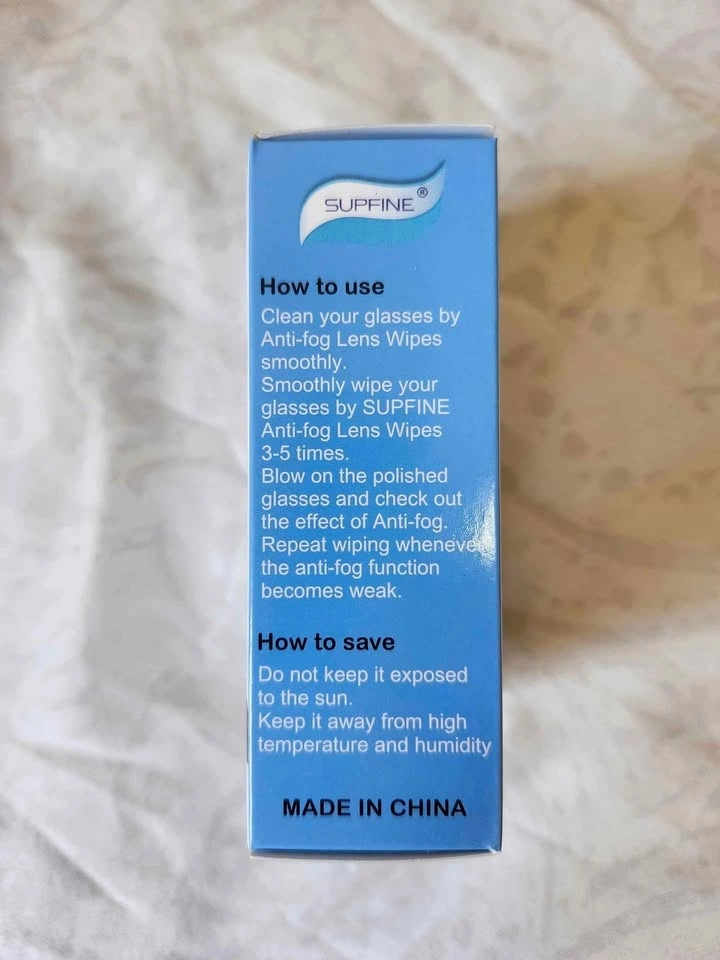 SUPFINE®
How to use
Clean your glasses by
Anti-fog Lens Wipes
smoothly.
Smoothly wipe your
glasses by SUPFINE
Anti-fog Lens Wipes
3-5 times.
Blow on the polished
glasses and check out
the effect of Anti-fog.
Repeat wiping whenever
the anti-fog function
becomes weak.
How to save
Do not keep it exposed
to the sun.
Keep it away from high
temperature and humidity
MADE IN CHINA